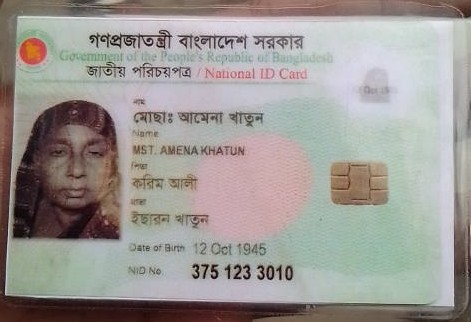 গণপ্রজাতন্ত্রী বাংলাদেশ সরকার
Government of the People's Republic of Bangladesh
জাতীয় পরিচয়পত্র / National ID Card
নাম
মোছাঃ আমেনা খাতুন
Name
MST. AMENA KHATUN
পিতা
করিম আলী
মাতা
ইছারন খাতুন
Date of Birth 12 Oct 1945
NID No. 375 123 3010